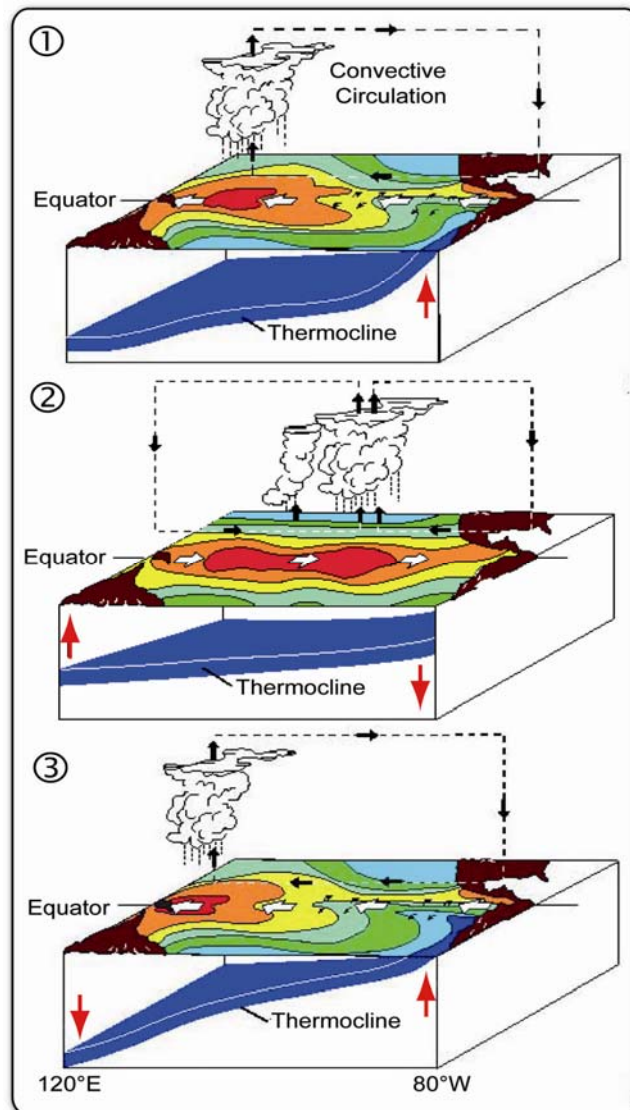 ①
Convective
Circulation
Equator
Thermocline
②
Equator
Thermocline
③
Equator
Thermocline
120°E 80°W